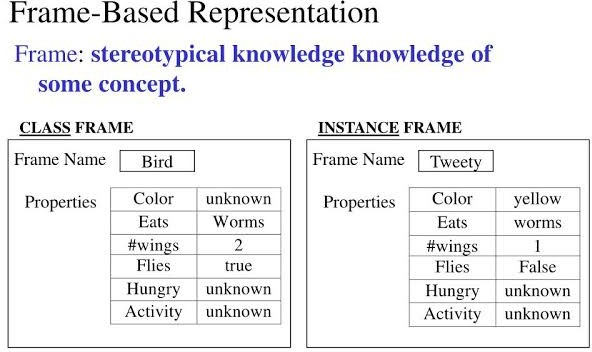 Frame-Based Representation
Frame: stereotypical knowledge knowledge of
some concept.
CLASS FRAME
Frame Name Bird
Properties Color unknown
Eats Worms
#wings 2
Flies true
Hungry unknown
Activity unknown
INSTANCE FRAME
Frame Name Tweety
Properties Color yellow
Eats worms
#wings 1
Flies False
Hungry unknown
Activity unknown